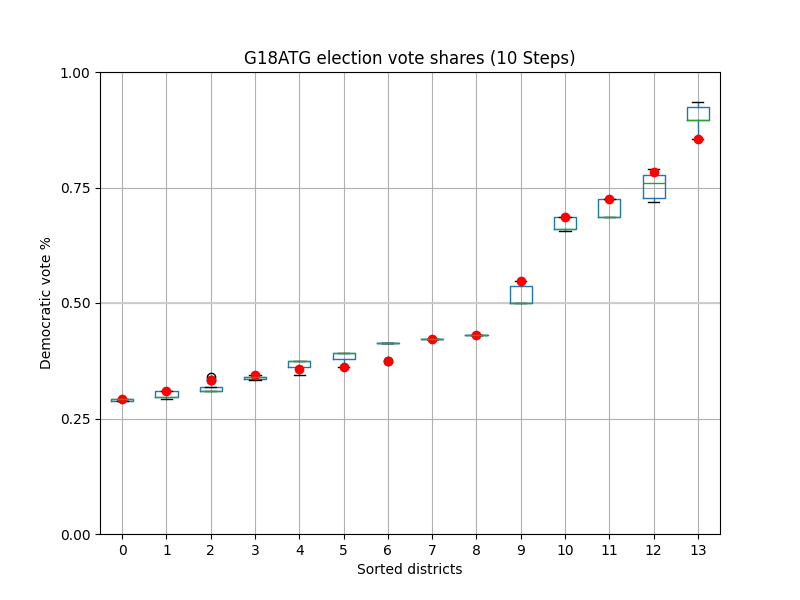 G18ATG election vote shares (10 Steps)
1.00
0.75
0.50
0.25
0.00
Democratic vote %
0 1 2 3 4 5 6 7 8 9 10 11 12 13
Sorted districts